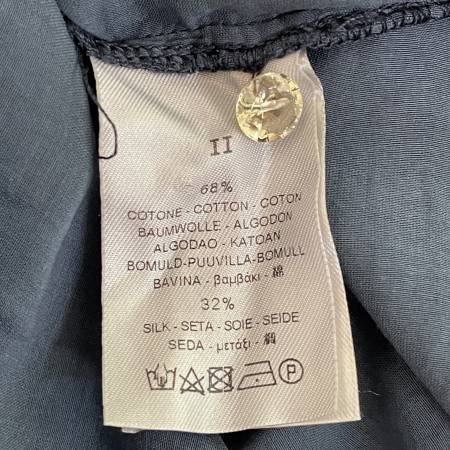 II
68%
COTONE - COTTON - COTON
BAUMWOLLE - ALGODON
ALGODAO - KATOAN
BOMULD-PUUVILLA-BOMULL
BAVINA - βαμβάκι - 綿
32%
SILK - SETA - SOIE - SEIDE
SEDA - μετάξι - 絹
P